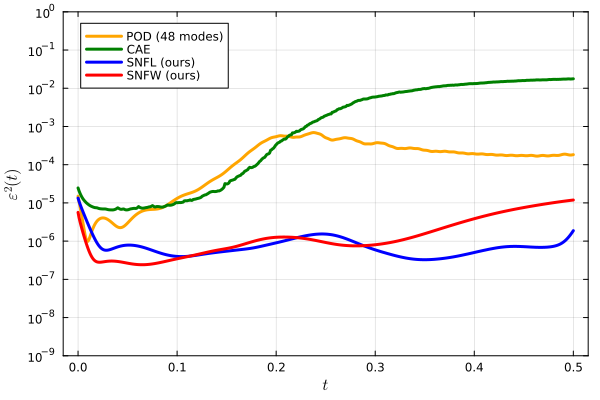 POD (48 modes)
CAE
SNFL (ours)
SNFW (ours)
10⁰
10⁻¹
10⁻²
10⁻³
10⁻⁴
10⁻⁵
10⁻⁶
10⁻⁷
10⁻⁸
10⁻⁹
ε²(t)
0.0 0.1 0.2 0.3 0.4 0.5
t